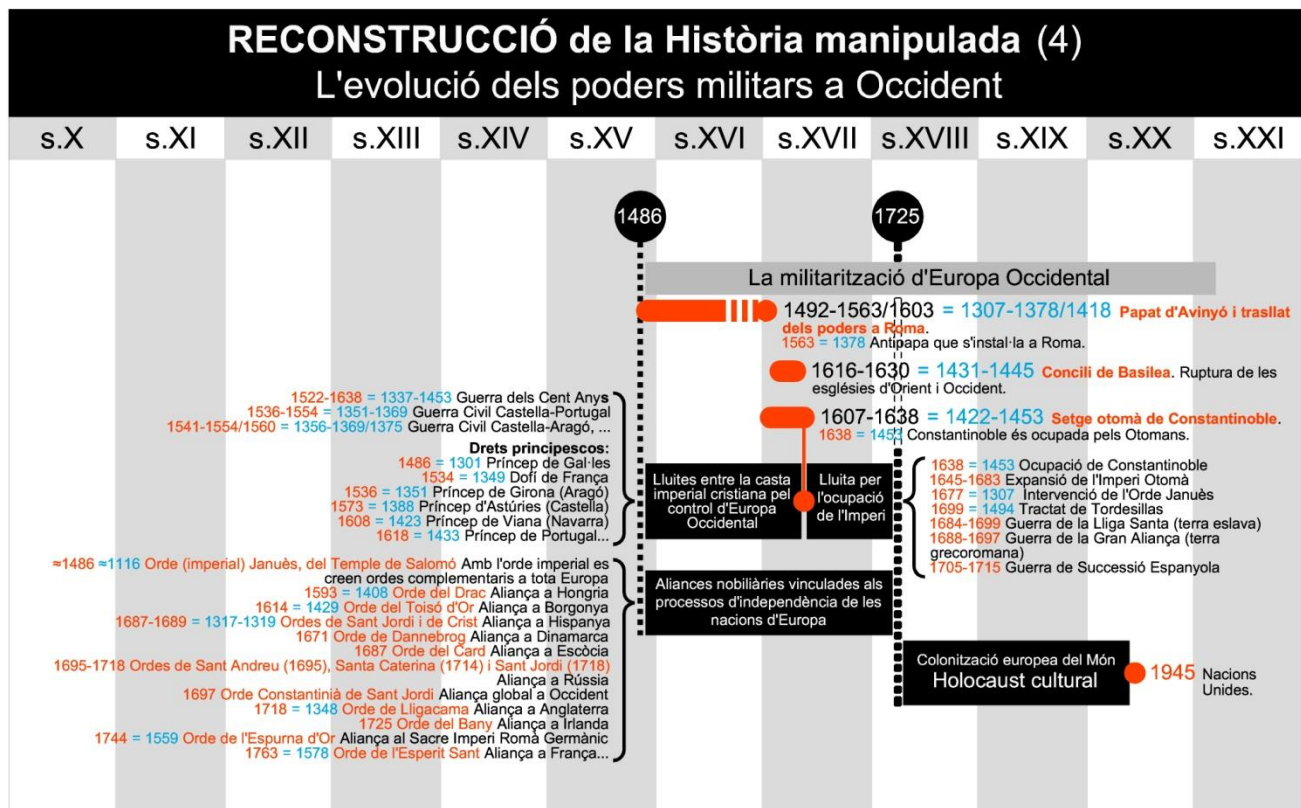 RECONSTRUCCIÓ de la Història manipulada (4)
L'evolució dels poders militars a Occident
s.X s.XI s.XII s.XIII s.XIV s.XV s.XVI s.XVII s.XVIII s.XIX s.XX s.XXI
1486
1725
La militarització d'Europa Occidental
1492-1563/1603 = 1307-1378/1418 Papat d'Avinyó i trasllat
dels poders a Roma.
1563 = 1378 Antipapa que s'instal·la a Roma.
1616-1630 = 1431-1445 Concili de Basilea. Ruptura de les
esglésies d'Orient i Occident.
1607-1638 = 1422-1453 Setge otomà de Constantinoble.
1638 = 1453 Constantinoble és ocupada pels Otomans.
1522-1638 = 1337-1453 Guerra dels Cent Anys
1536-1554 = 1351-1369 Guerra Civil Castella-Portugal
1541-1554/1560 = 1356-1369/1375 Guerra Civil Castella-Aragó, ...
Drets principescos:
1486 = 1301 Príncep de Gal·les
1534 = 1349 Dofí de França
1536 = 1351 Príncep de Girona (Aragó)
1573 = 1388 Príncep d'Astúries (Castella)
1608 = 1423 Príncep de Viana (Navarra)
1618 = 1433 Príncep de Portugal...
≈1486 ≈1116 Orde (imperial) Januès, del Temple de Salomó Amb l'orde imperial es
creen ordes complementaris a tota Europa
1593 = 1408 Orde del Drac Aliança a Hongria
1614 = 1429 Orde del Toisó d'Or Aliança a Borgonya
1687-1689 = 1317-1319 Ordes de Sant Jordi i de Crist Aliança a Hispanya
1671 Orde de Dannebrog Aliança a Dinamarca
1687 Orde del Card Aliança a Escòcia
1695-1718 Ordes de Sant Andreu (1695), Santa Caterina (1714) i Sant Jordi (1718)
Aliança a Rússia
1697 Orde Constantinià de Sant Jordi Aliança global a Occident
1718 = 1348 Orde de Lligacama Aliança a Anglaterra
1725 Orde del Bany Aliança a Irlanda
1744 = 1559 Orde de l'Espurna d'Or Aliança al Sacre Imperi Romà Germànic
1763 = 1578 Orde de l'Esperit Sant Aliança a França...
Lluites entre la casta
imperial cristiana pel
control d'Europa
Occidental
Lluita per
l'ocupació
de l'Imperi
Aliances nobiliàries vinculades als
processos d'independència de les
nacions d'Europa
1638 = 1453 Ocupació de Constantinoble
1645-1683 Expansió de l'Imperi Otomà
1677 = 1307 Intervenció de l'Orde Januès
1699 = 1494 Tractat de Tordesillas
1684-1699 Guerra de la Lliga Santa (terra eslava)
1688-1697 Guerra de la Gran Aliança (terra
grecoromana)
1705-1715 Guerra de Successió Espanyola
Colonització europea del Món
Holocaust cultural
1945 Nacions
Unides.